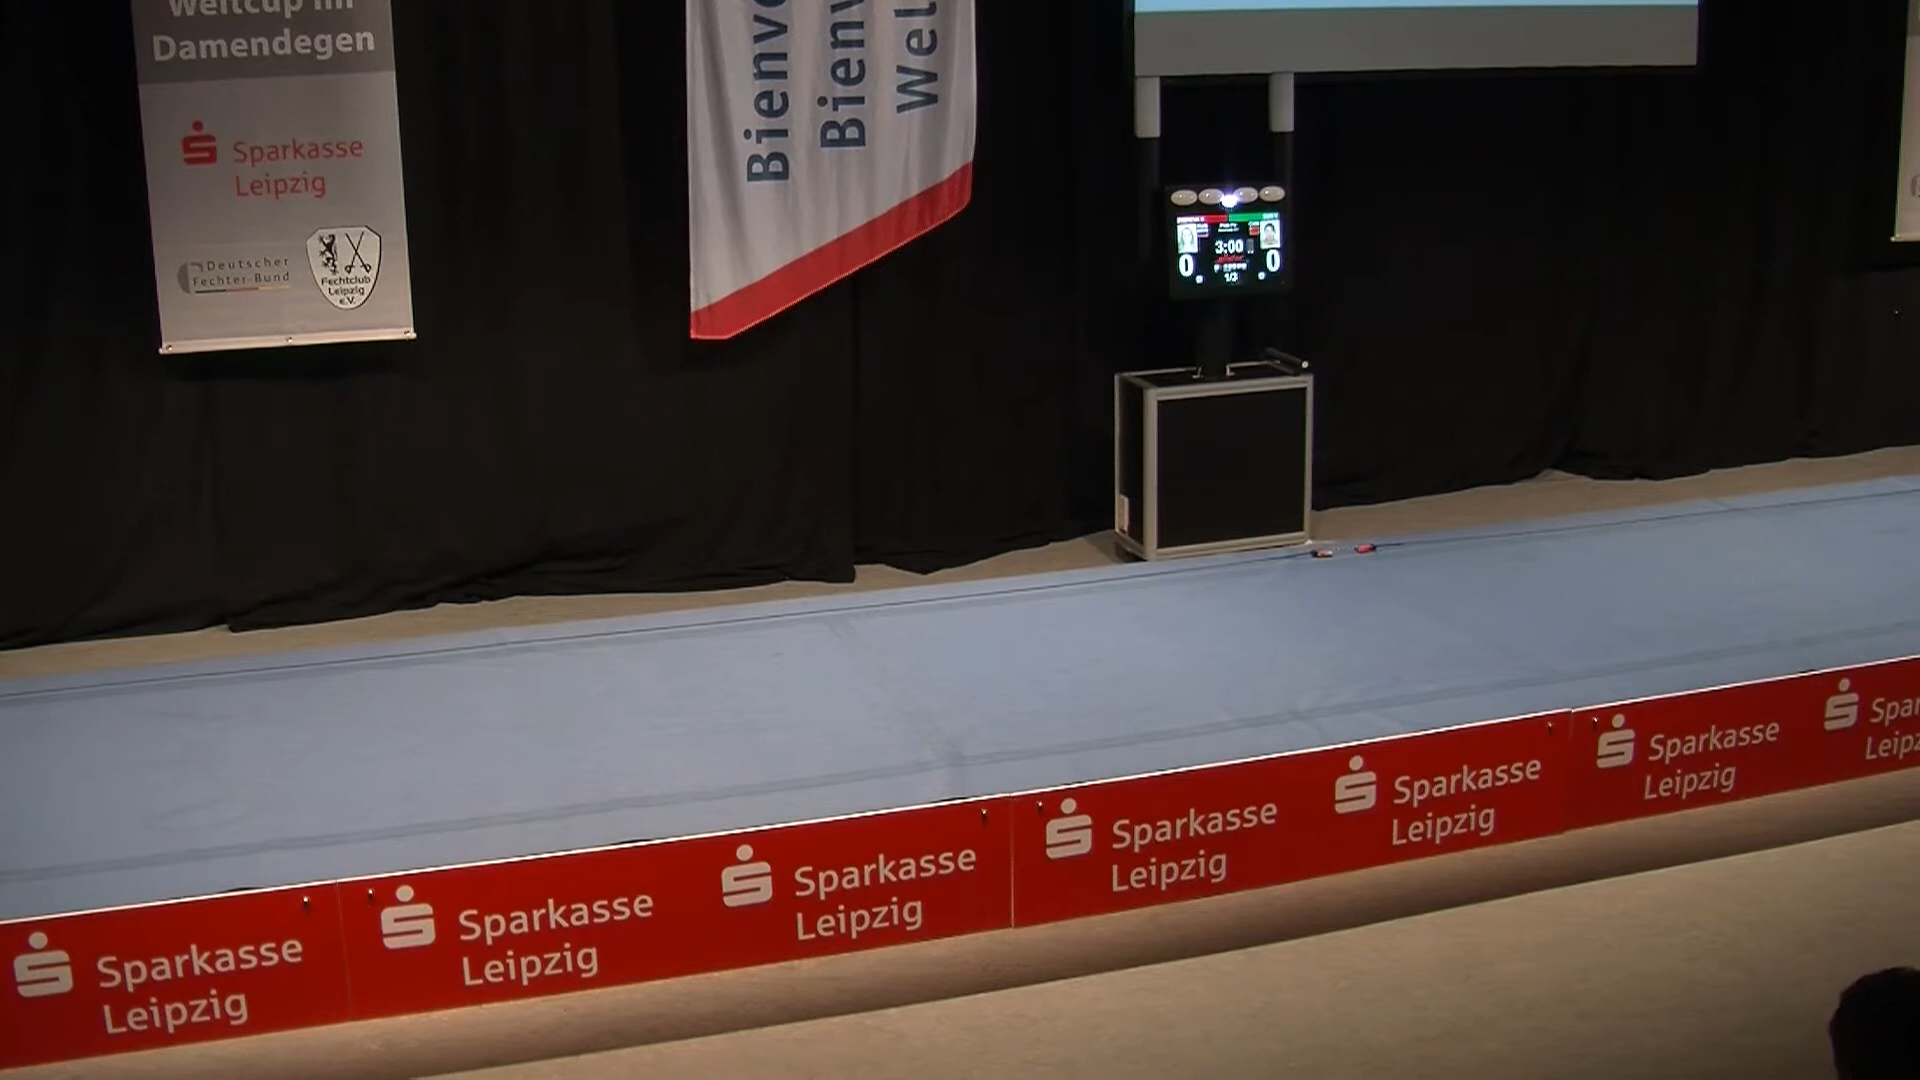 Weltcup im
Damendegen
Sparkasse
Leipzig
Deutscher
Fechter-Bund
Fechtclub
Leipzig
e.V.
Bienv
Bienv
Wel
3:00
0
0
1/3
Sparkasse
Leipzig
Sparkasse
Leipzig
Sparkasse
Leipzig
Sparkasse
Leipzig
Sparkasse
Leipzig
Sparkasse
Leipzig
Spar
Leipz